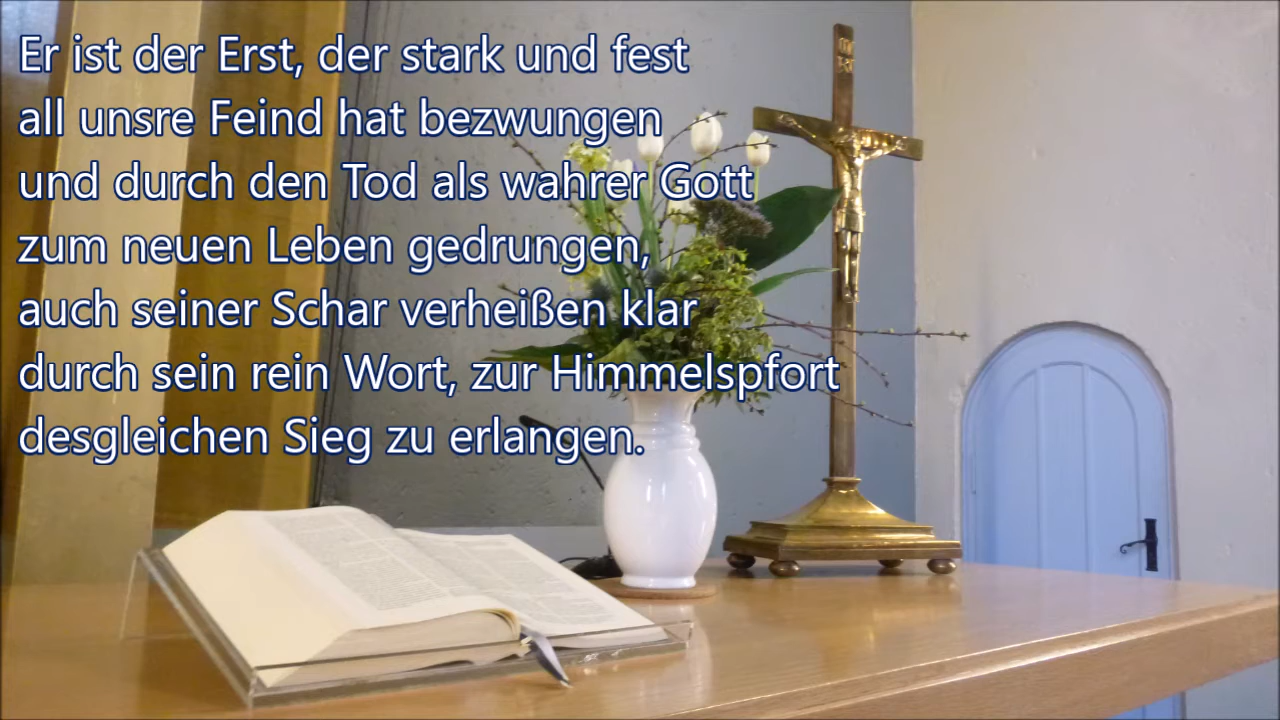 Er ist der Erst, der stark und fest
all unsre Feind hat bezwungen
und durch den Tod als wahrer Gott
zum neuen Leben gedrungen,
auch seiner Schar verheißen klar
durch sein rein Wort, zur Himmelspfort
desgleichen Sieg zu erlangen.